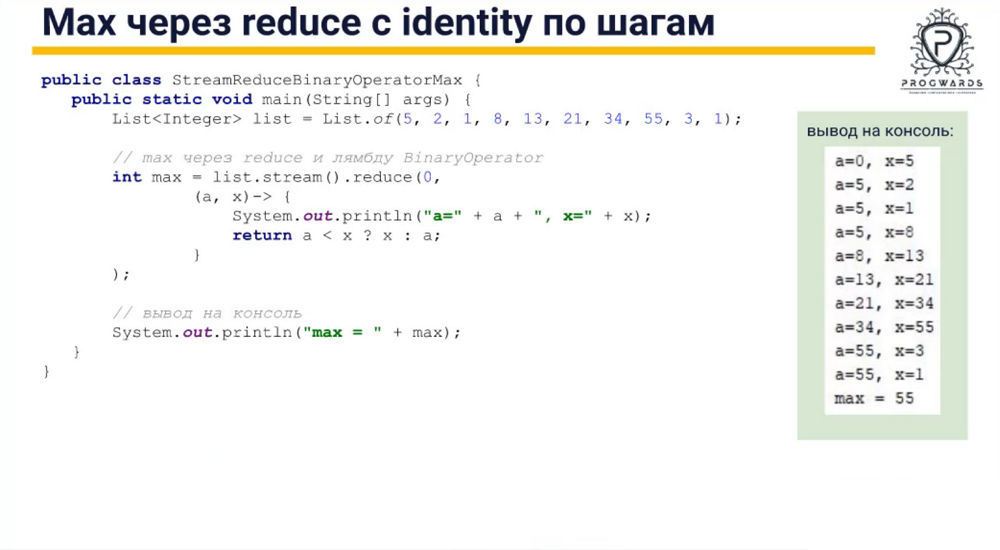 Max через reduce с identity по шагам
PROGWARDS
public class StreamReduceBinaryOperatorMax {
public static void main(String[] args) {
List<Integer> list = List.of(5, 2, 1, 8, 13, 21, 34, 55, 3, 1);
// max через reduce и лямбду BinaryOperator
int max = list.stream().reduce(0,
(a, x)-> {
System.out.println("a=" + a + ", x=" + x);
return a < x ? x : a;
}
);
// вывод на консоль
System.out.println("max = " + max);
}
}
вывод на консоль:
a=0, x=5
a=5, x=2
a=5, x=1
a=5, x=8
a=8, x=13
a=13, x=21
a=21, x=34
a=34, x=55
a=55, x=3
a=55, x=1
max = 55